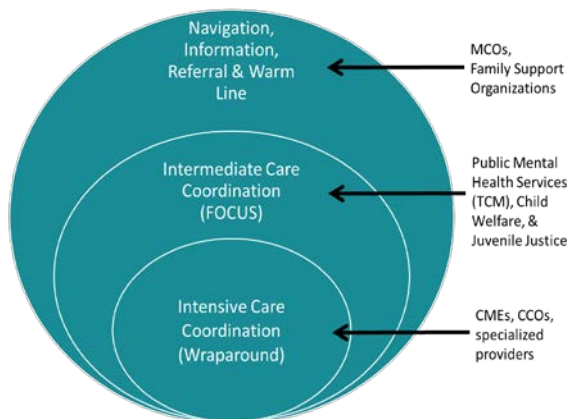 Navigation,
Information,
Referral & Warm
Line
MCOs,
Family Support
Organizations
Intermediate Care
Coordination
(FOCUS)
Public Mental
Health Services
(TCM), Child
Welfare, &
Juvenile Justice
Intensive Care
Coordination
(Wraparound)
CMEs, CCOs,
specialized
providers